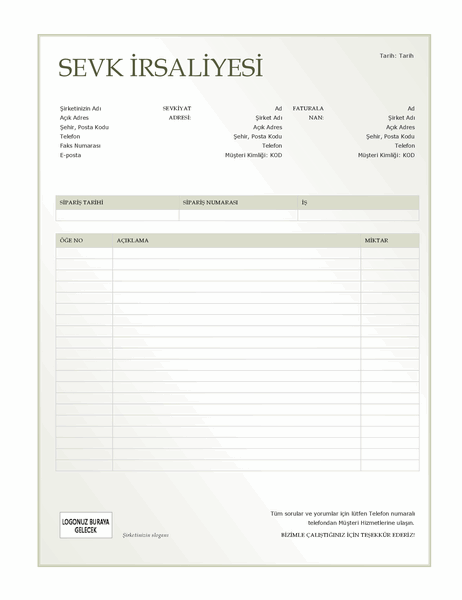 Tarih: Tarih
SEVK İRSALİYESİ
Şirketinizin Adı
Açık Adres
Şehir, Posta Kodu
Telefon
Faks Numarası
E-posta
SEVKİYAT
ADRESİ:
Ad
Şirket Adı
Açık Adres
Şehir, Posta Kodu
Telefon
Müşteri Kimliği: KOD
FATURALA
NAN:
Ad
Şirket Adı
Açık Adres
Şehir, Posta Kodu
Telefon
Müşteri Kimliği: KOD
SİPARİŞ TARİHİ SİPARİŞ NUMARASI İŞ
ÖĞE NO AÇIKLAMA MİKTAR
LOGONUZ BURAYA
GELECEK
Şirketinizin sloganı
Tüm sorular ve yorumlar için lütfen Telefon numaralı
telefondan Müşteri Hizmetlerine ulaşın.
BİZİMLE ÇALIŞTIĞINIZ İÇİN TEŞEKKÜR EDERİZ!